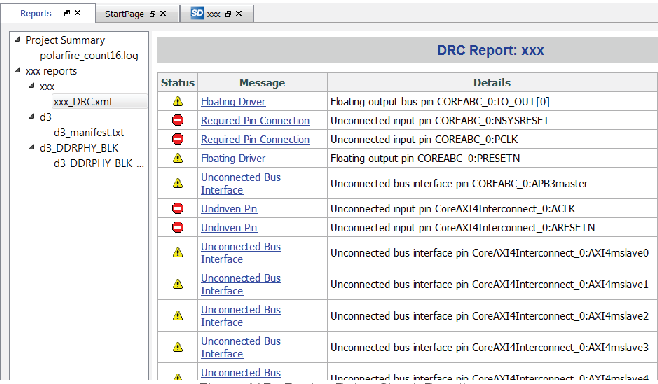 Reports StartPage SD xxx
Project Summary
polarfire_count16.log
xxx reports
xxx
xxx_DRC.xml
d3
d3_manifest.txt
d3_DDRPHY_BLK
d3_DDRPHY_BLK_...
DRC Report: xxx
Status Message Details
Floating Driver Floating output bus pin COREABC_0:IO_OUT[0]
Required Pin Connection Unconnected input pin COREABC_0:NSYSRESET
Required Pin Connection Unconnected input pin COREABC_0:PCLK
Floating Driver Floating output pin COREABC_0:PRESETN
Unconnected Bus
Interface Unconnected bus interface pin COREABC_0:APB3master
Undriven Pin Unconnected input pin CoreAXI4Interconnect_0:ACLK
Undriven Pin Unconnected input pin CoreAXI4Interconnect_0:ARESETN
Unconnected Bus
Interface Unconnected bus interface pin CoreAXI4Interconnect_0:AXI4mslave0
Unconnected Bus
Interface Unconnected bus interface pin CoreAXI4Interconnect_0:AXI4mslave1
Unconnected Bus
Interface Unconnected bus interface pin CoreAXI4Interconnect_0:AXI4mslave2
Unconnected Bus
Interface Unconnected bus interface pin CoreAXI4Interconnect_0:AXI4mslave3
Unconnected Bus Unconnected bus interface pin CoreAXI4Interconnect_0:AXI4mslave4